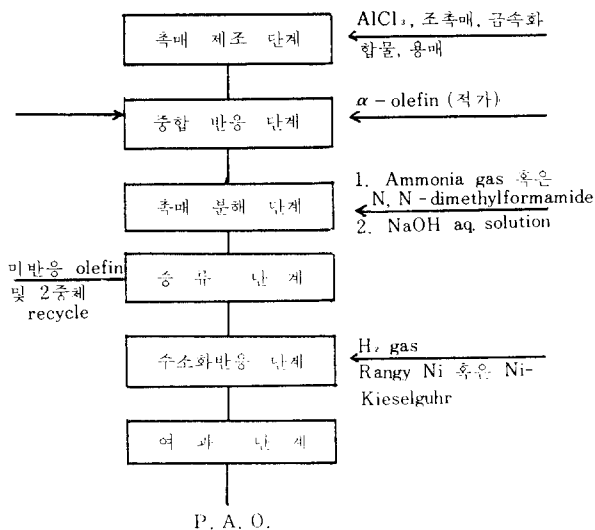 AlCl₃, 조촉매, 금속화
합물, 용매
촉매 제조 단계
α-olefin (적가)
중합 반응 단계
1. Ammonia gas 혹은
N, N-dimethylformamide
2. NaOH aq. solution
촉매 분해 단계
미반응 olefin
및 2중체
recycle
증 류 단 계
H₂ gas
Rangy Ni 혹은 Ni-
Kieselguhr
수소화반응 단계
여 과 단 계
P. A. O.